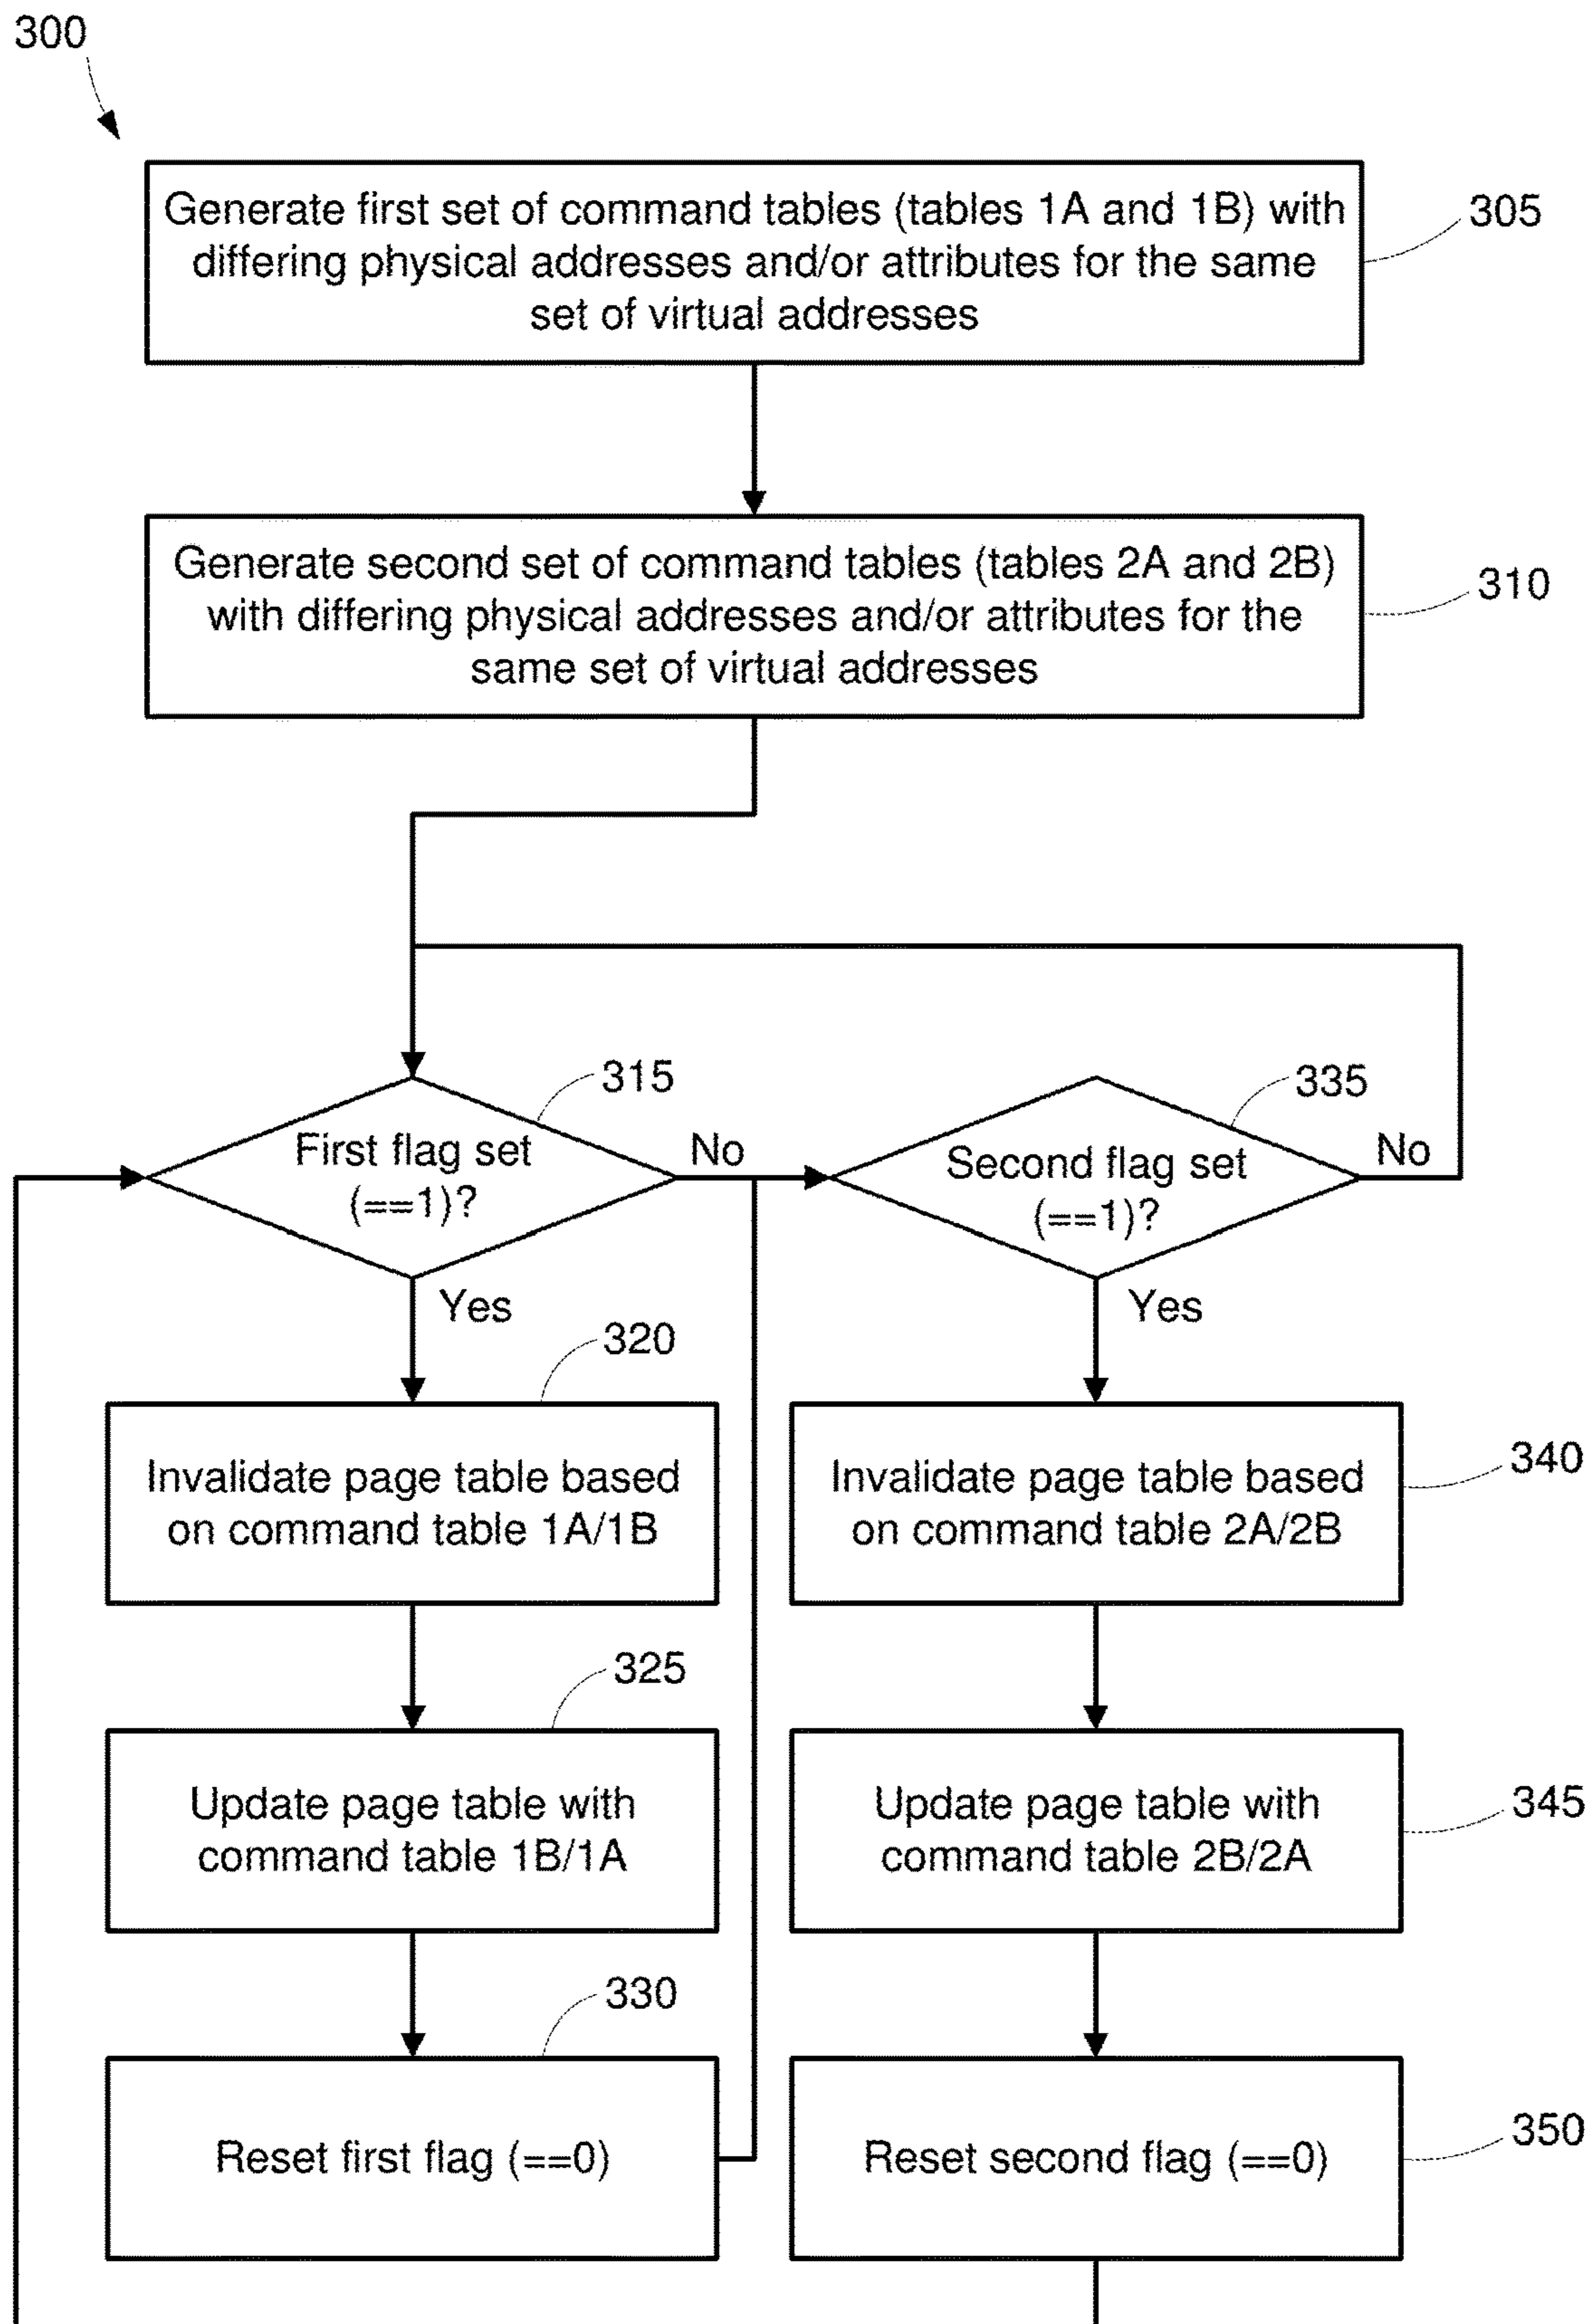 300
Generate first set of command tables (tables 1A and 1B) with
differing physical addresses and/or attributes for the same
set of virtual addresses
305
Generate second set of command tables (tables 2A and 2B)
with differing physical addresses and/or attributes for the
same set of virtual addresses
310
315
First flag set
(==1)?
No
Yes
335
Second flag set
(==1)?
No
Yes
320
Invalidate page table based
on command table 1A/1B
340
Invalidate page table based
on command table 2A/2B
325
Update page table with
command table 1B/1A
345
Update page table with
command table 2B/2A
330
Reset first flag (==0)
350
Reset second flag (==0)